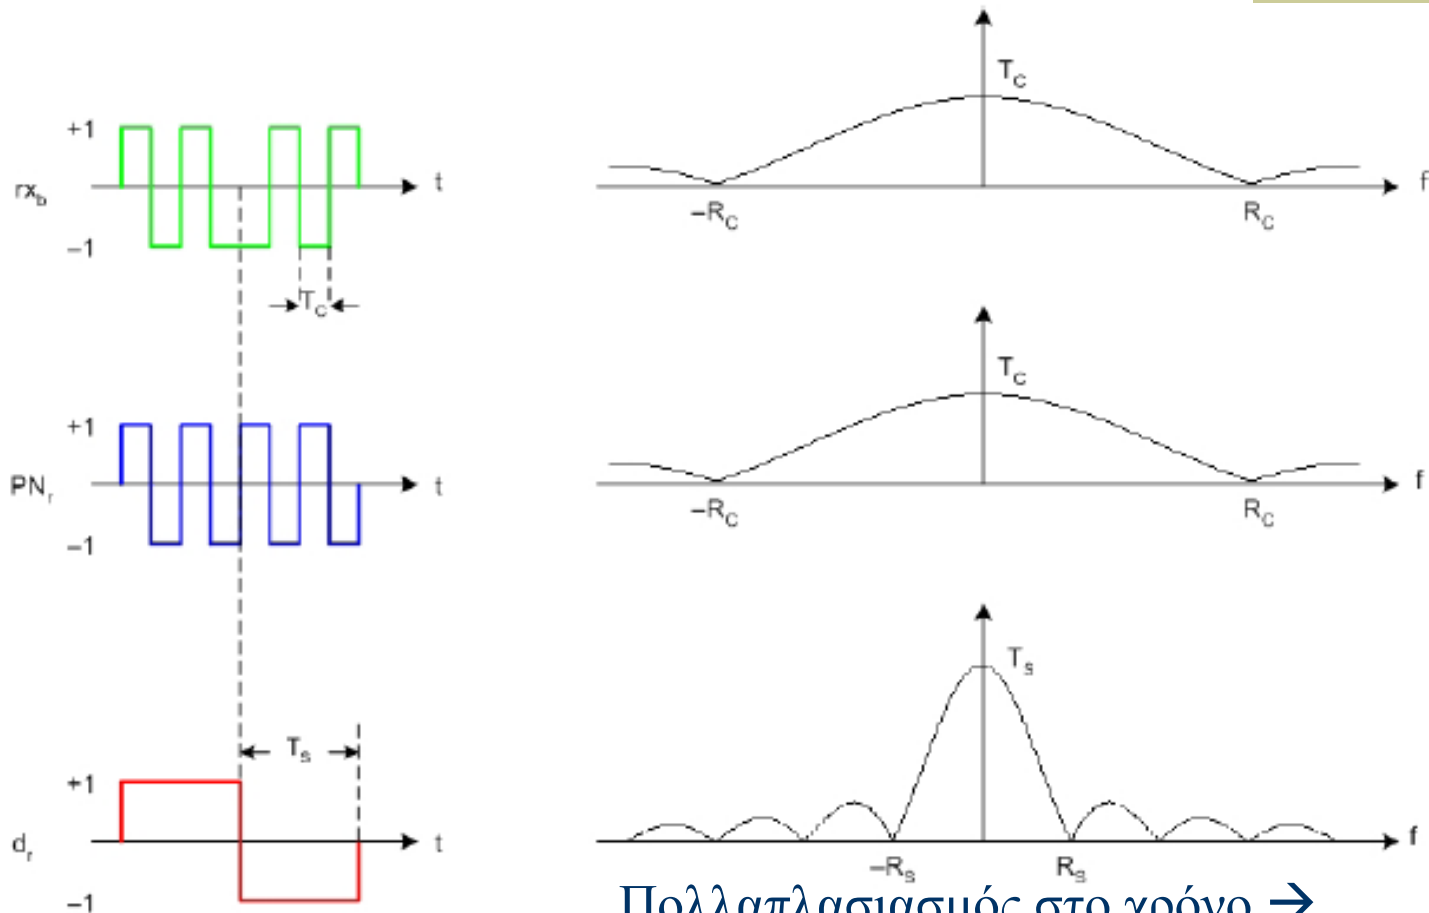 T_C
+1
rx_b
t
f
–R_C
R_C
–1
T_C
T_C
+1
PN_r
t
f
–R_C
R_C
–1
T_s
T_s
+1
d_r
t
f
–R_s
R_s
–1
Πολλαπλασιασμός στο χρόνο →